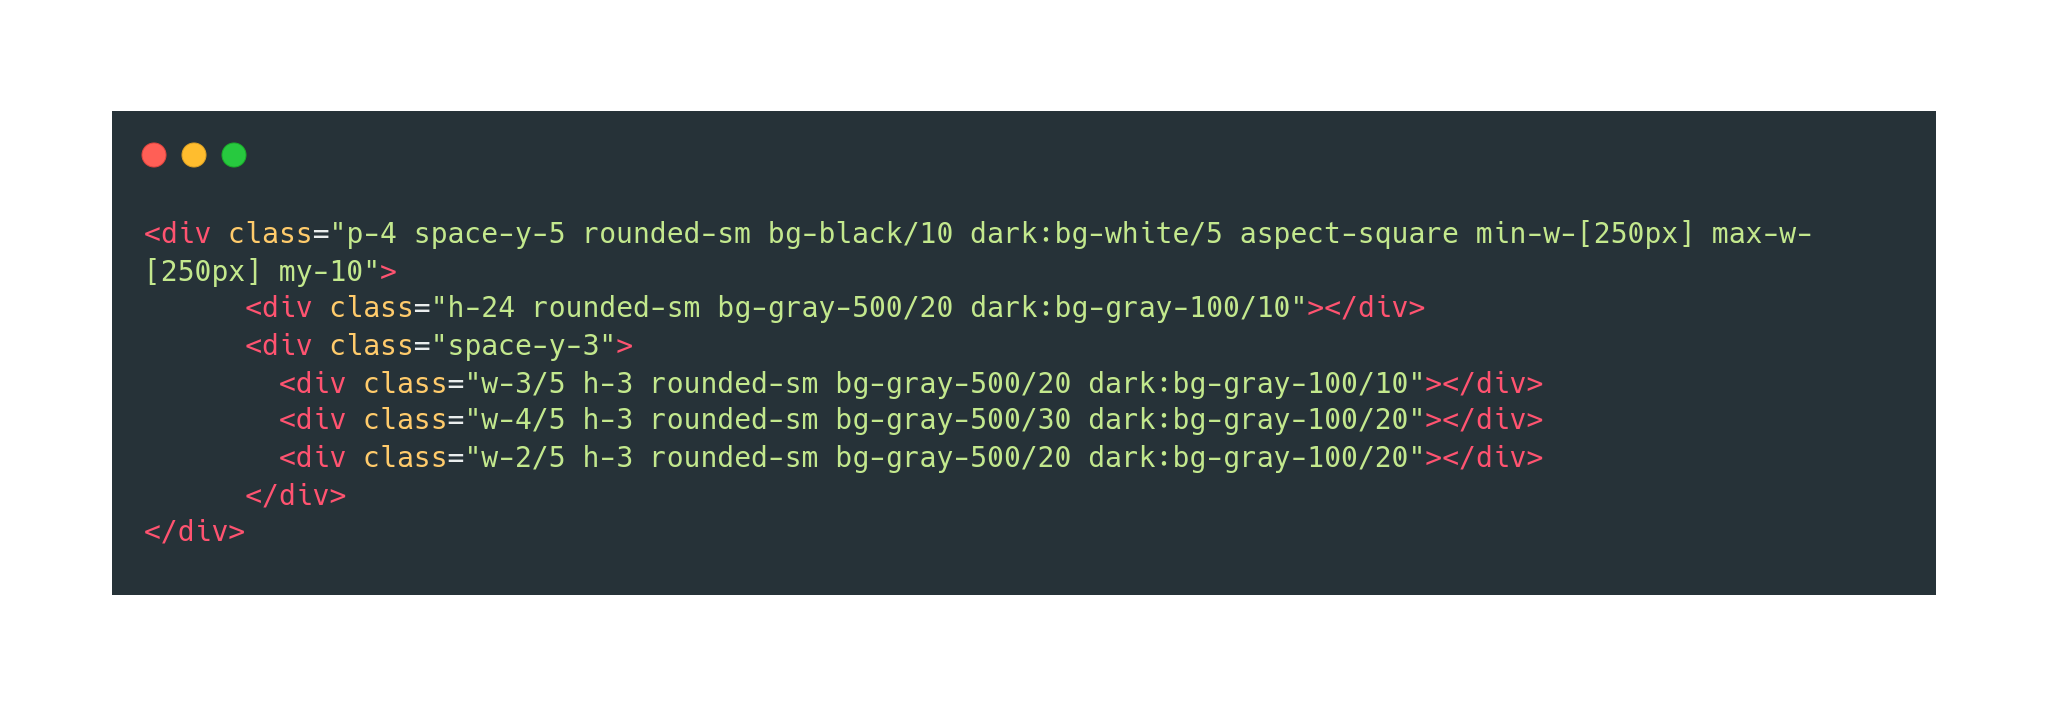 <div class="p-4 space-y-5 rounded-sm bg-black/10 dark:bg-white/5 aspect-square min-w-[250px] max-w-
[250px] my-10">
      <div class="h-24 rounded-sm bg-gray-500/20 dark:bg-gray-100/10"></div>
      <div class="space-y-3">
        <div class="w-3/5 h-3 rounded-sm bg-gray-500/20 dark:bg-gray-100/10"></div>
        <div class="w-4/5 h-3 rounded-sm bg-gray-500/30 dark:bg-gray-100/20"></div>
        <div class="w-2/5 h-3 rounded-sm bg-gray-500/20 dark:bg-gray-100/20"></div>
      </div>
</div>